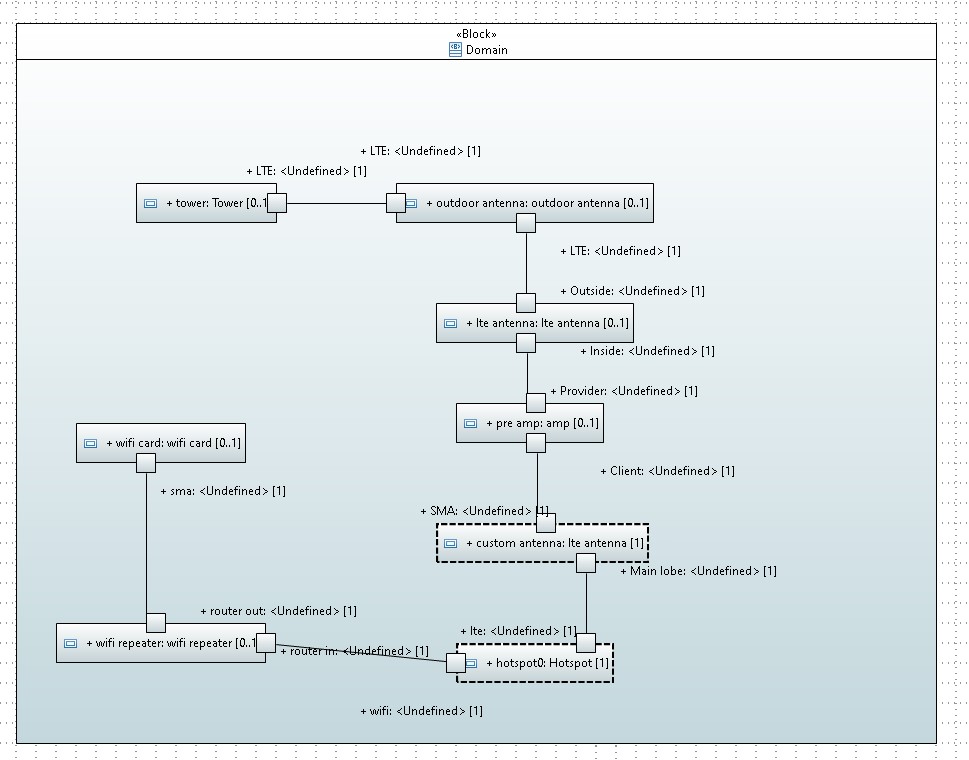 «Block»
Domain
+ LTE: <Undefined> [1]
+ LTE: <Undefined> [1]
+ tower: Tower [0..1
+ outdoor antenna: outdoor antenna [0..1]
+ LTE: <Undefined> [1]
+ Outside: <Undefined> [1]
+ lte antenna: lte antenna [0..1]
+ Inside: <Undefined> [1]
+ Provider: <Undefined> [1]
+ pre amp: amp [0..1]
+ wifi card: wifi card [0..1]
+ Client: <Undefined> [1]
+ sma: <Undefined> [1]
+ SMA: <Undefined> [1]
+ custom antenna: lte antenna [1]
+ Main lobe: <Undefined> [1]
+ router out: <Undefined> [1]
+ lte: <Undefined> [1]
+ wifi repeater: wifi repeater [0..1
+ router in: <Undefined> [1]
+ hotspot0: Hotspot [1]
+ wifi: <Undefined> [1]